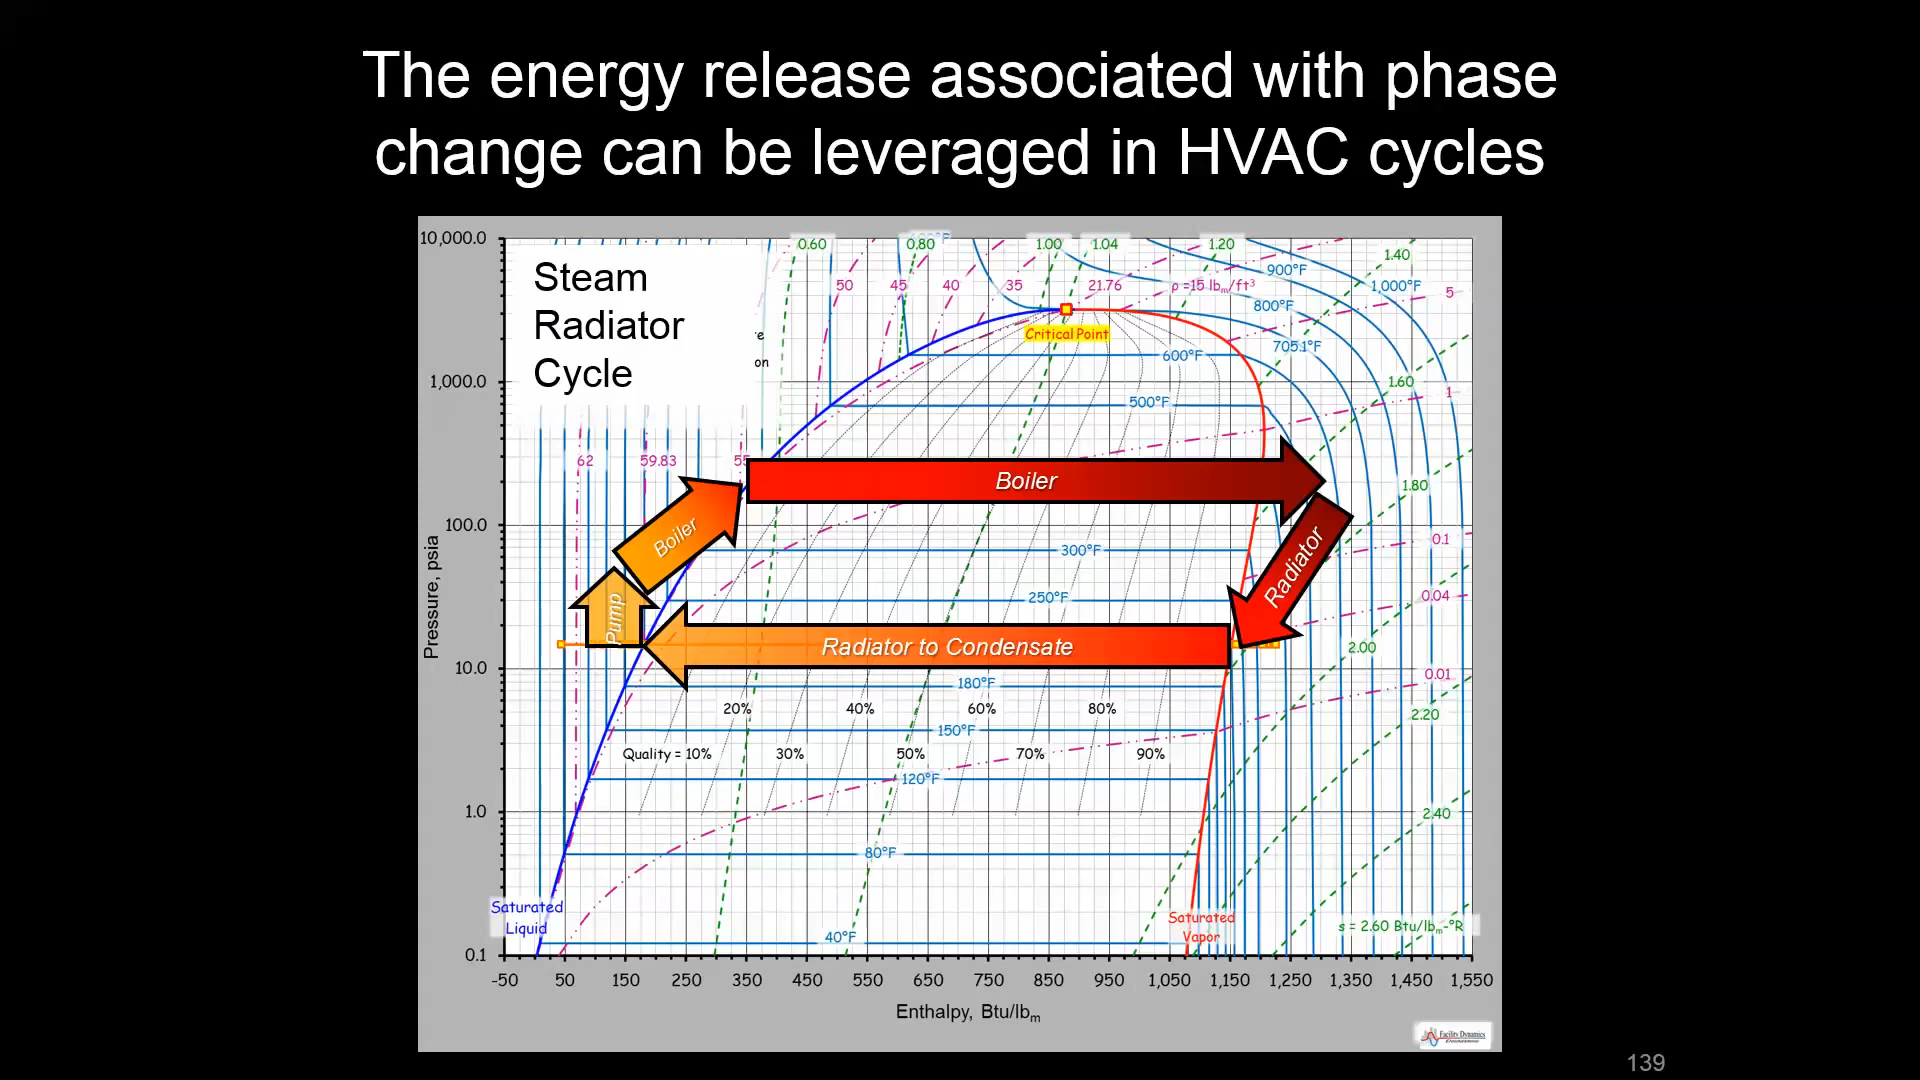 The energy release associated with phase
change can be leveraged in HVAC cycles
Steam
Radiator
Cycle
10,000.0
1,000.0
100.0
10.0
1.0
0.1
Pressure, psia
0.60
0.80
1.00
1.04
1.20
1.40
50
45
40
35
21.76
ρ =15 lbm/ft³
5
900°F
1,000°F
800°F
705.1°F
Critical Point
600°F
500°F
1.60
1
62
59.83
55
Boiler
Boiler
1.80
300°F
0.1
Radiator
250°F
0.04
Pump
Radiator to Condensate
2.00
180°F
0.01
20%
40%
60%
80%
2.20
150°F
Quality = 10%
30%
50%
70%
90%
120°F
2.40
80°F
Saturated
Liquid
40°F
Saturated
Vapor
s = 2.60 Btu/lbm-°R
-50
50
150
250
350
450
550
650
750
850
950
1,050
1,150
1,250
1,350
1,450
1,550
Enthalpy, Btu/lbm
Facility Dynamics
ENGINEERING
139